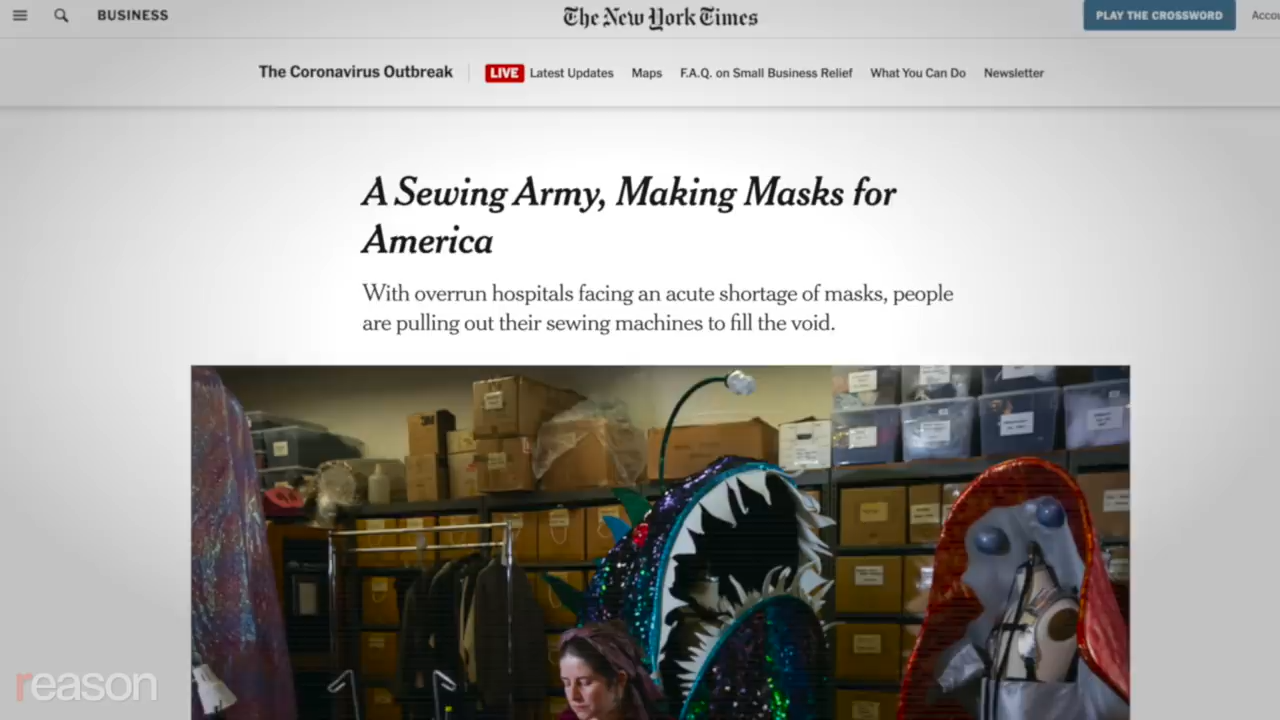 BUSINESS
The New York Times
PLAY THE CROSSWORD
The Coronavirus Outbreak
LIVE Latest Updates
Maps
F.A.Q. on Small Business Relief
What You Can Do
Newsletter
A Sewing Army, Making Masks for
America
With overrun hospitals facing an acute shortage of masks, people
are pulling out their sewing machines to fill the void.
3M
reason